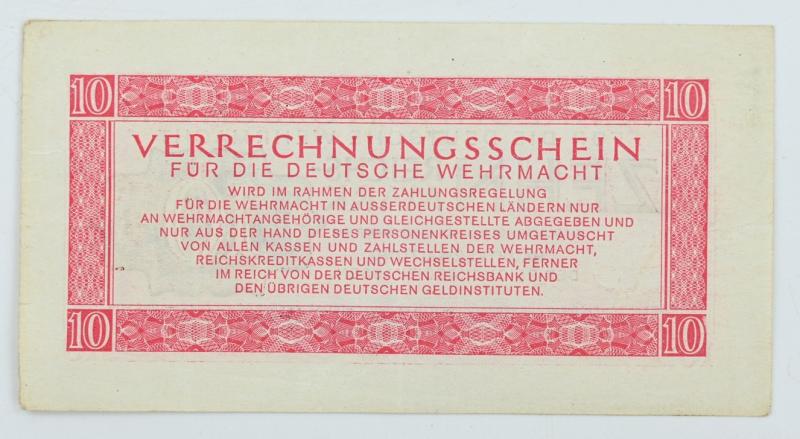 10 10
VERRECHNUNGSSCHEIN
FÜR DIE DEUTSCHE WEHRMACHT
WIRD IM RAHMEN DER ZAHLUNGSREGELUNG
FÜR DIE WEHRMACHT IN AUSSERDEUTSCHEN LÄNDERN NUR
AN WEHRMACHTANGEHÖRIGE UND GLEICHGESTELLTE ABGEGEBEN UND
NUR AUS DER HAND DIESES PERSONENKREISES UMGETAUSCHT
VON ALLEN KASSEN UND ZAHLSTELLEN DER WEHRMACHT,
REICHSKREDITKASSEN UND WECHSELSTELLEN, FERNER
IM REICH VON DER DEUTSCHEN REICHSBANK UND
DEN ÜBRIGEN DEUTSCHEN GELDINSTITUTEN.
10 10